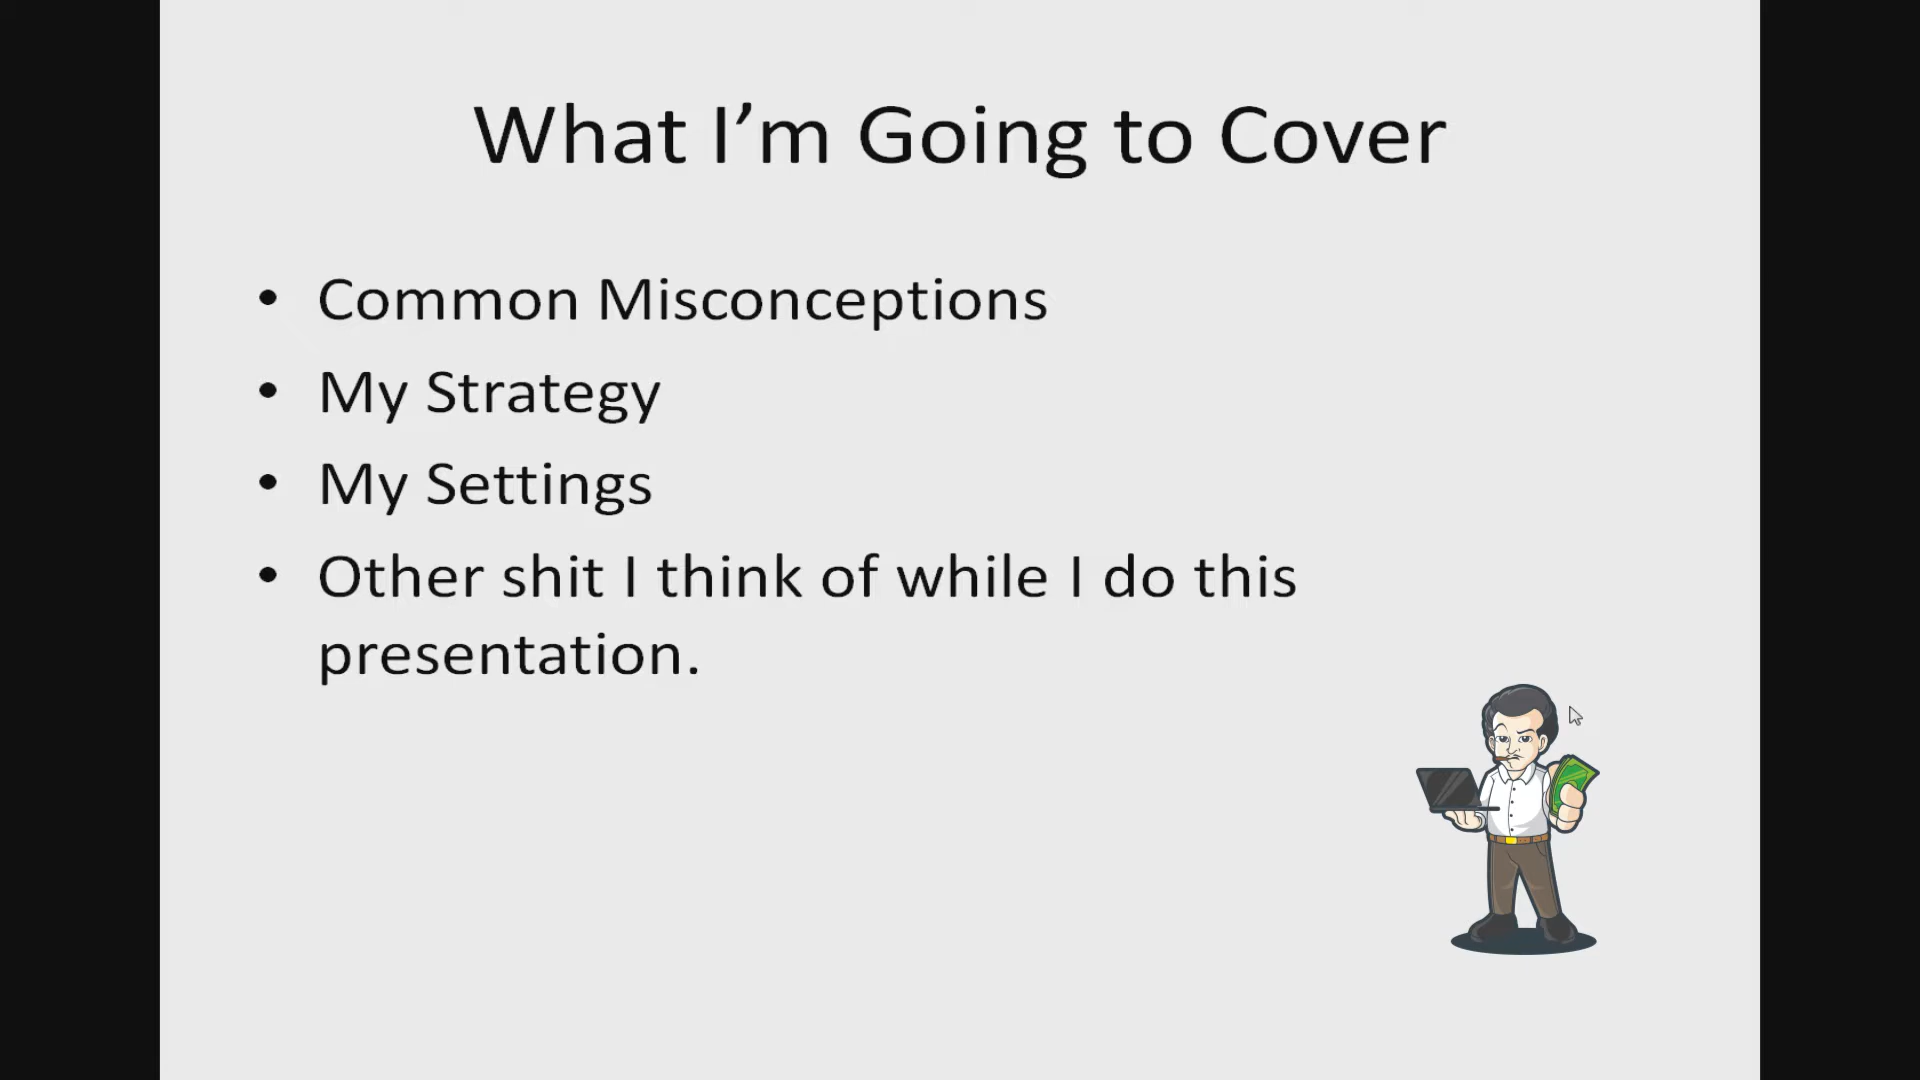 What I’m Going to Cover
• Common Misconceptions
• My Strategy
• My Settings
• Other shit I think of while I do this
presentation.